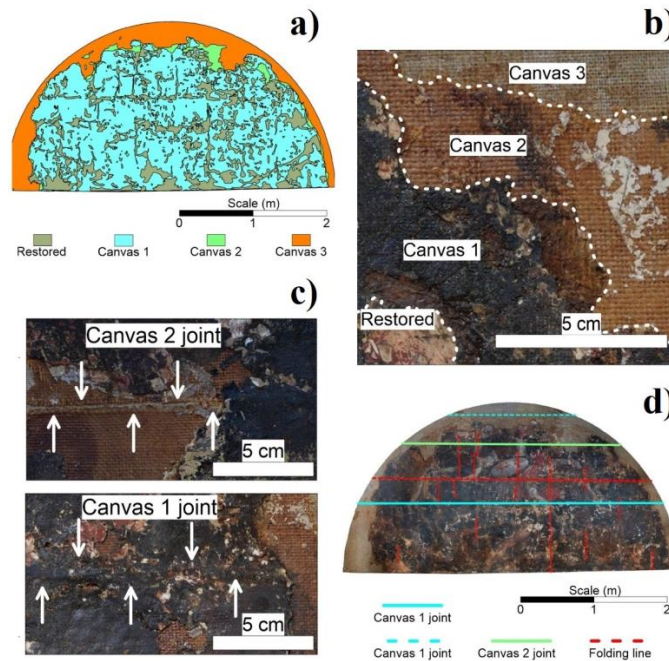 a)
Scale (m)
0 1 2
Restored Canvas 1 Canvas 2 Canvas 3
b)
Canvas 3
Canvas 2
Canvas 1
Restored
5 cm
c)
Canvas 2 joint
5 cm
Canvas 1 joint
5 cm
d)
Scale (m)
0 1 2
Canvas 1 joint
Canvas 1 joint Canvas 2 joint Folding line